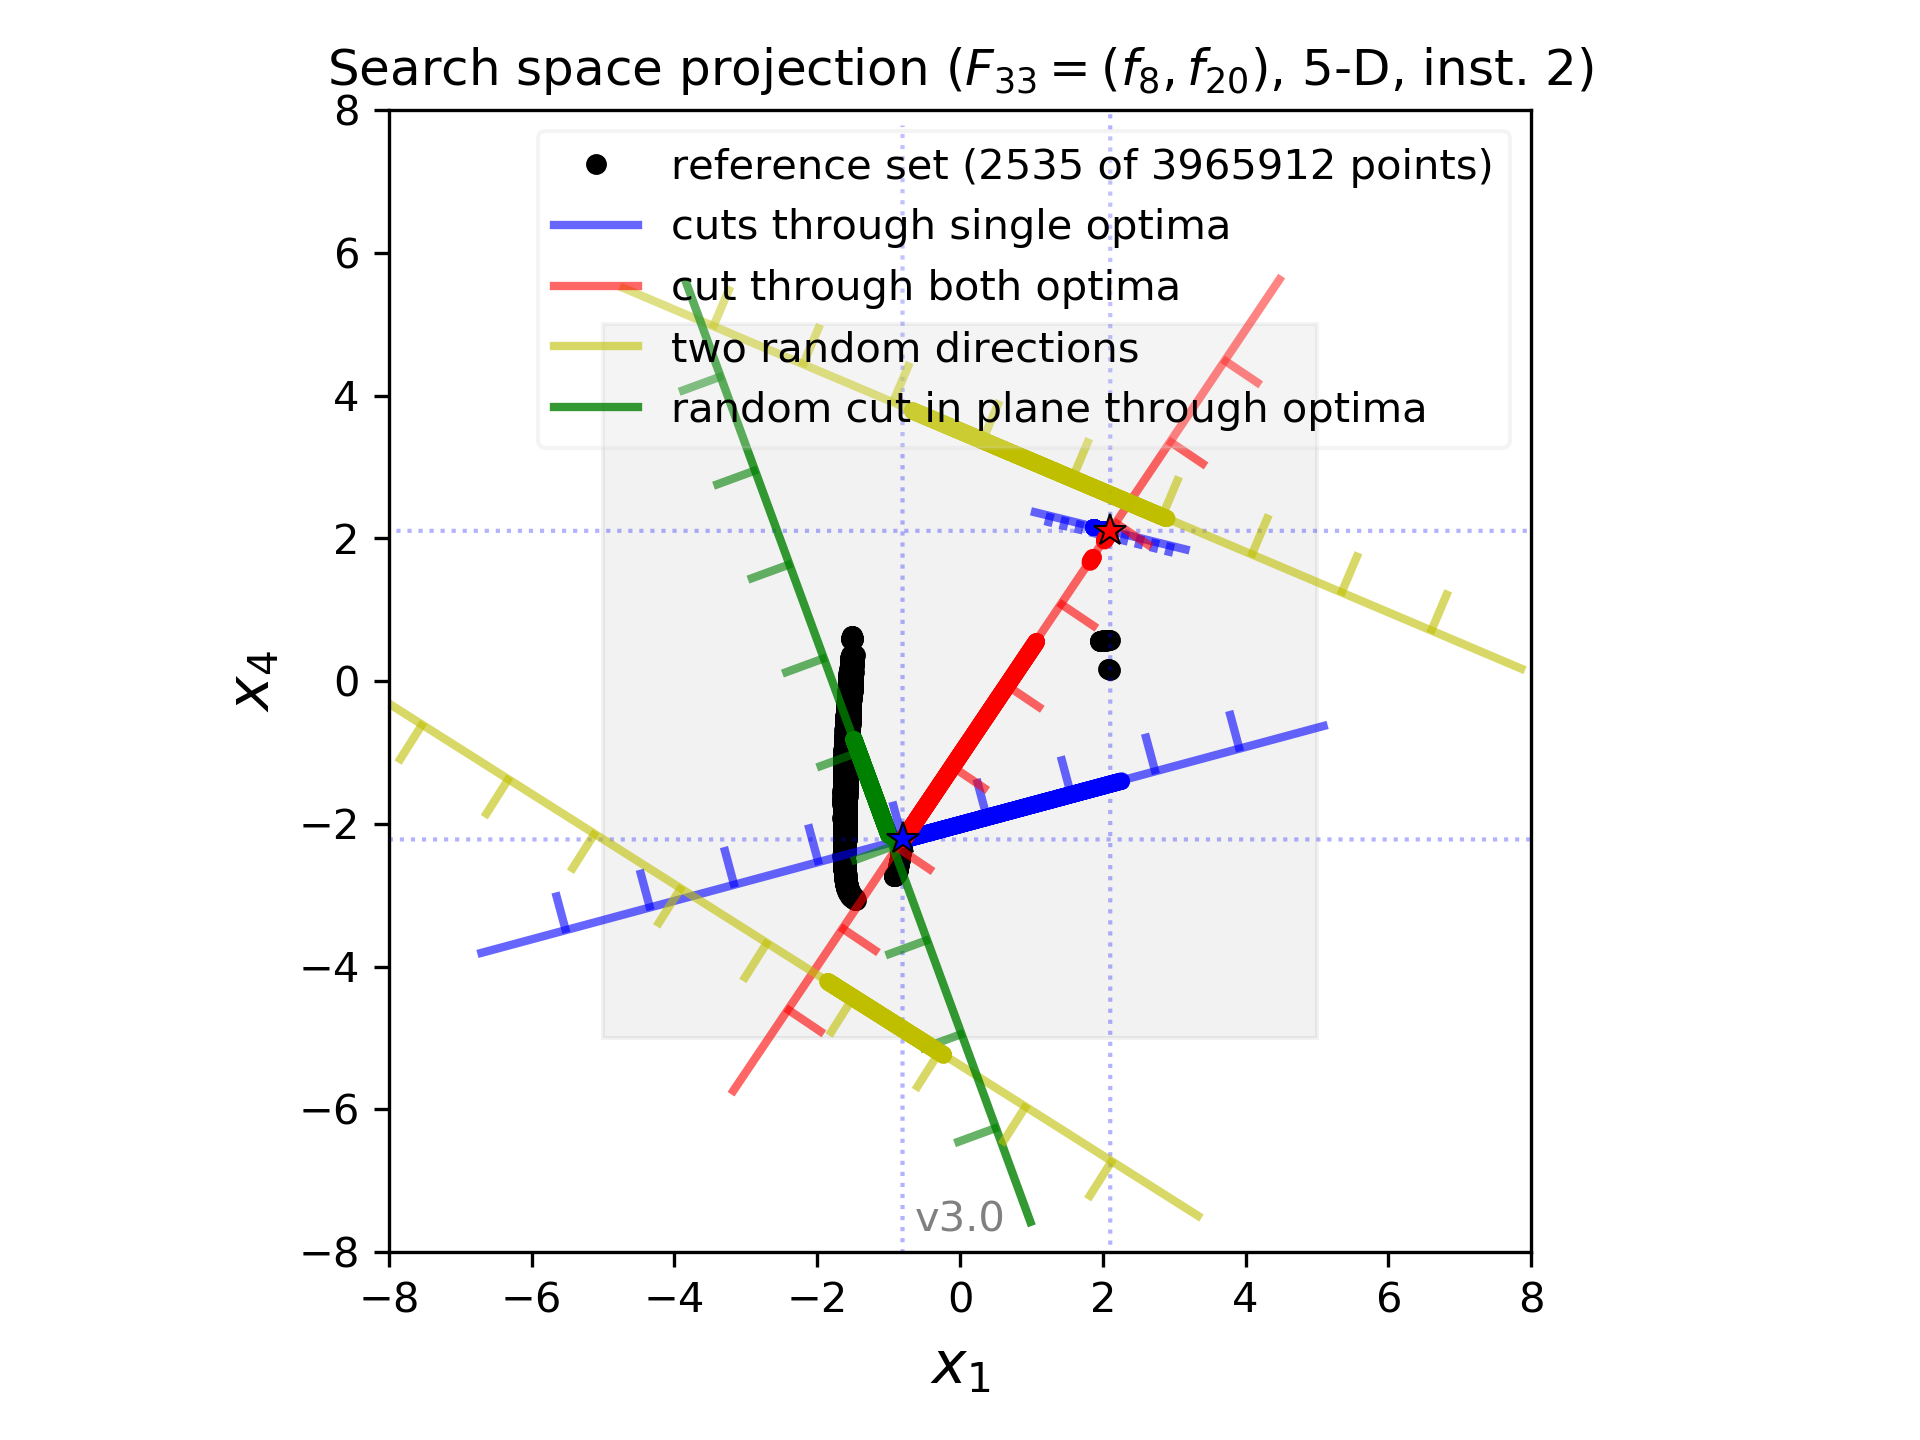 Search space projection (F33 = (f8, f20), 5-D, inst. 2)
reference set (2535 of 3965912 points)
cuts through single optima
cut through both optima
two random directions
random cut in plane through optima
8
6
4
2
0
−2
−4
−6
−8
x4
v3.0
−8 −6 −4 −2 0 2 4 6 8
x1